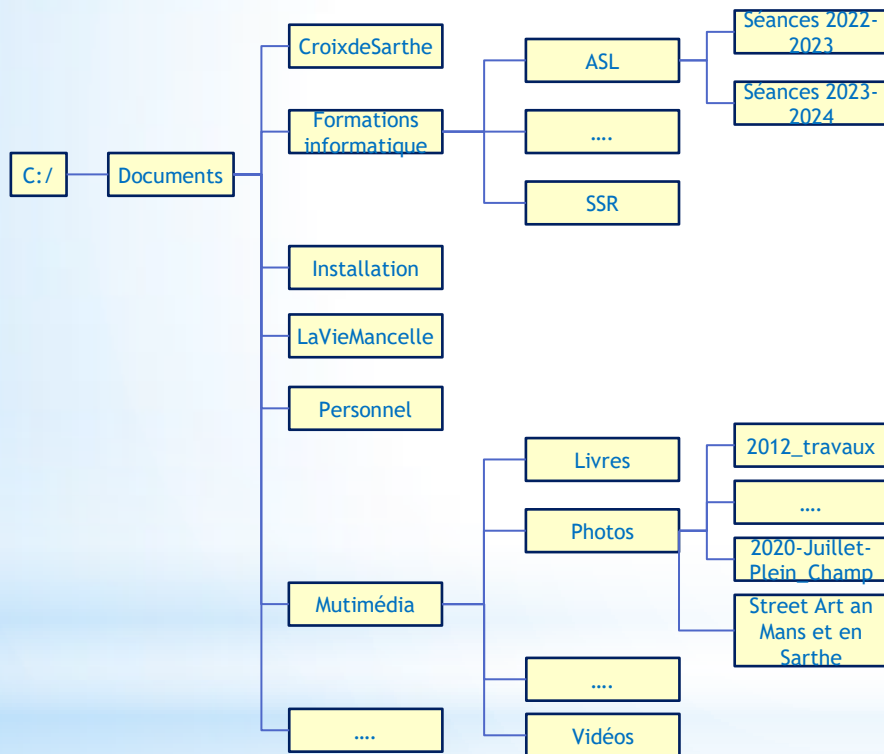 C:/
Documents
CroixdeSarthe
Formations
informatique
ASL
Séances 2022-
2023
Séances 2023-
2024
….
SSR
Installation
LaVieMancelle
Personnel
Mutimédia
Livres
Photos
2012_travaux
….
2020-Juillet-
Plein_Champ
Street Art an
Mans et en
Sarthe
….
Vidéos
….